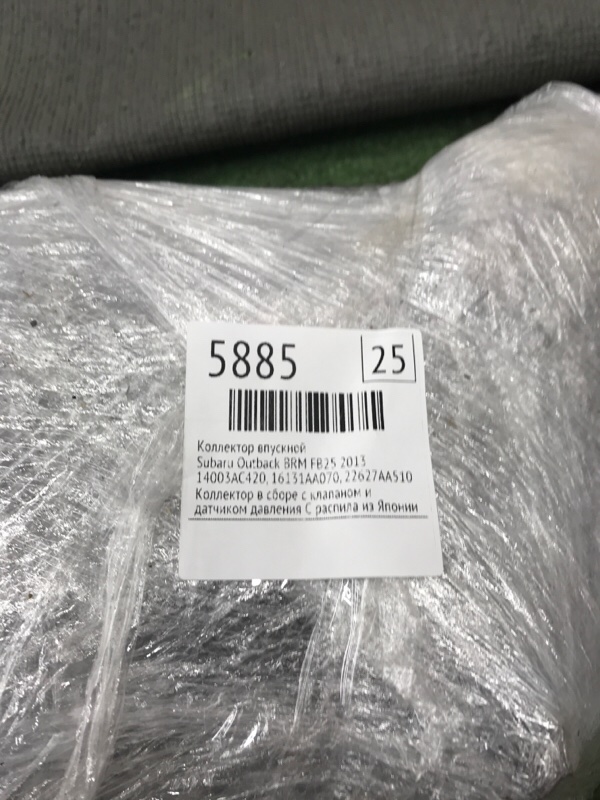 5885 25
Коллектор впускной
Subaru Outback BRM FB25 2013
14003AC420, 16131AA070, 22627AA510
Коллектор в сборе с клапаном и
датчиком давления С распила из Японии